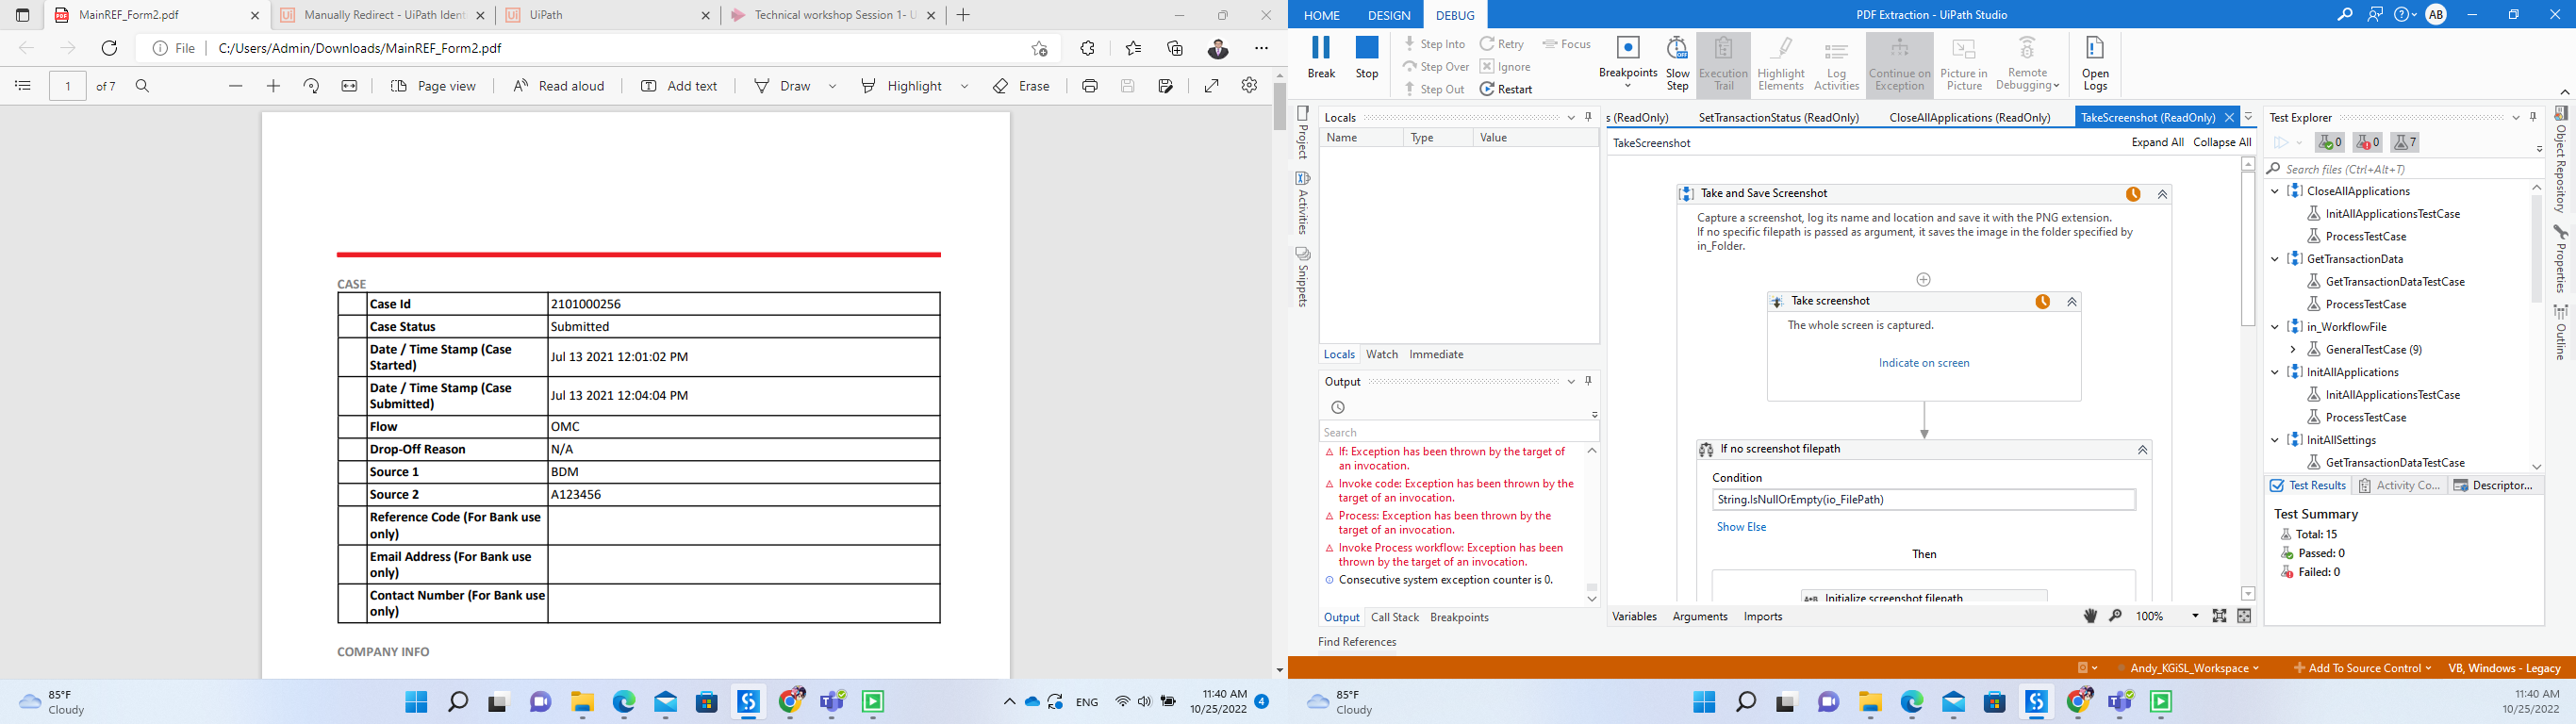 MainREF_Form2.pdf
Manually Redirect - UiPath Ident
UiPath
Technical workshop Session 1- U
File
C:/Users/Admin/Downloads/MainREF_Form2.pdf
1
of 7
Page view
Read aloud
Add text
Draw
Highlight
Erase
CASE
Case Id
2101000256
Case Status
Submitted
Date / Time Stamp (Case
Started)
Jul 13 2021 12:01:02 PM
Date / Time Stamp (Case
Submitted)
Jul 13 2021 12:04:04 PM
Flow
OMC
Drop-Off Reason
N/A
Source 1
BDM
Source 2
A123456
Reference Code (For Bank use
only)
Email Address (For Bank use
only)
Contact Number (For Bank use
only)
COMPANY INFO
85°F
Cloudy
ENG
11:40 AM
10/25/2022
4
HOME
DESIGN
DEBUG
PDF Extraction - UiPath Studio
AB
Break
Stop
Step Into
Step Over
Step Out
Retry
Ignore
Restart
Focus
Breakpoints
Slow
Step
Execution
Trail
Highlight
Elements
Log
Activities
Continue on
Exception
Picture in
Picture
Remote
Debugging
Open
Logs
Project
Activities
Snippets
Locals
Name
Type
Value
Locals
Watch
Immediate
Output
Search
If: Exception has been thrown by the target of
an invocation.
Invoke code: Exception has been thrown by the
target of an invocation.
Process: Exception has been thrown by the
target of an invocation.
Invoke Process workflow: Exception has been
thrown by the target of an invocation.
Consecutive system exception counter is 0.
Output
Call Stack
Breakpoints
Find References
s (ReadOnly)
SetTransactionStatus (ReadOnly)
CloseAllApplications (ReadOnly)
TakeScreenshot (ReadOnly)
TakeScreenshot
Expand All
Collapse All
Take and Save Screenshot
Capture a screenshot, log its name and location and save it with the PNG extension.
If no specific filepath is passed as argument, it saves the image in the folder specified by
in_Folder.
Take screenshot
The whole screen is captured.
Indicate on screen
If no screenshot filepath
Condition
String.IsNullOrEmpty(io_FilePath)
Show Else
Then
A+B
Initialize screenshot filepath
Variables
Arguments
Imports
100%
Test Explorer
0
0
7
Search files (Ctrl+Alt+T)
CloseAllApplications
InitAllApplicationsTestCase
ProcessTestCase
GetTransactionData
GetTransactionDataTestCase
ProcessTestCase
in_WorkflowFile
GeneralTestCase (9)
InitAllApplications
InitAllApplicationsTestCase
ProcessTestCase
InitAllSettings
GetTransactionDataTestCase
Test Results
Activity Co...
Descriptor...
Test Summary
Total: 15
Passed: 0
Failed: 0
Object Repository
Properties
Outline
Andy_KGiSL_Workspace
Add To Source Control
VB, Windows - Legacy
85°F
Cloudy
11:40 AM
10/25/2022